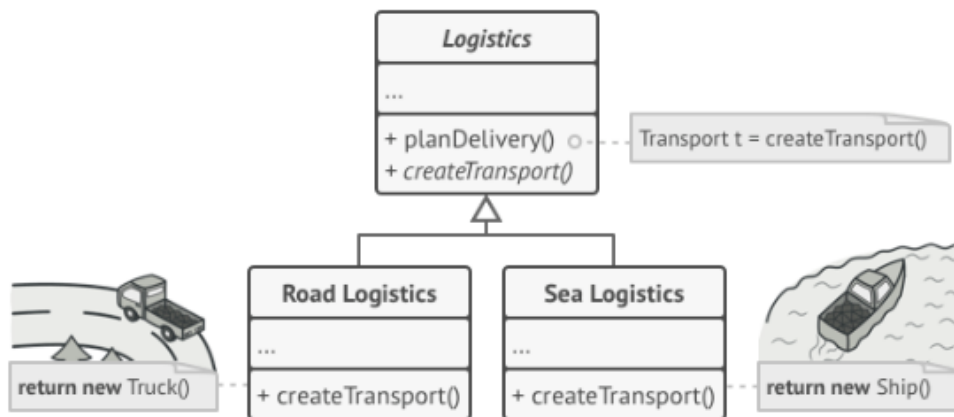 Logistics
...
+ planDelivery()
Transport t = createTransport()
+ createTransport()
Road Logistics
Sea Logistics
...
...
return new Truck()
+ createTransport()
+ createTransport()
return new Ship()